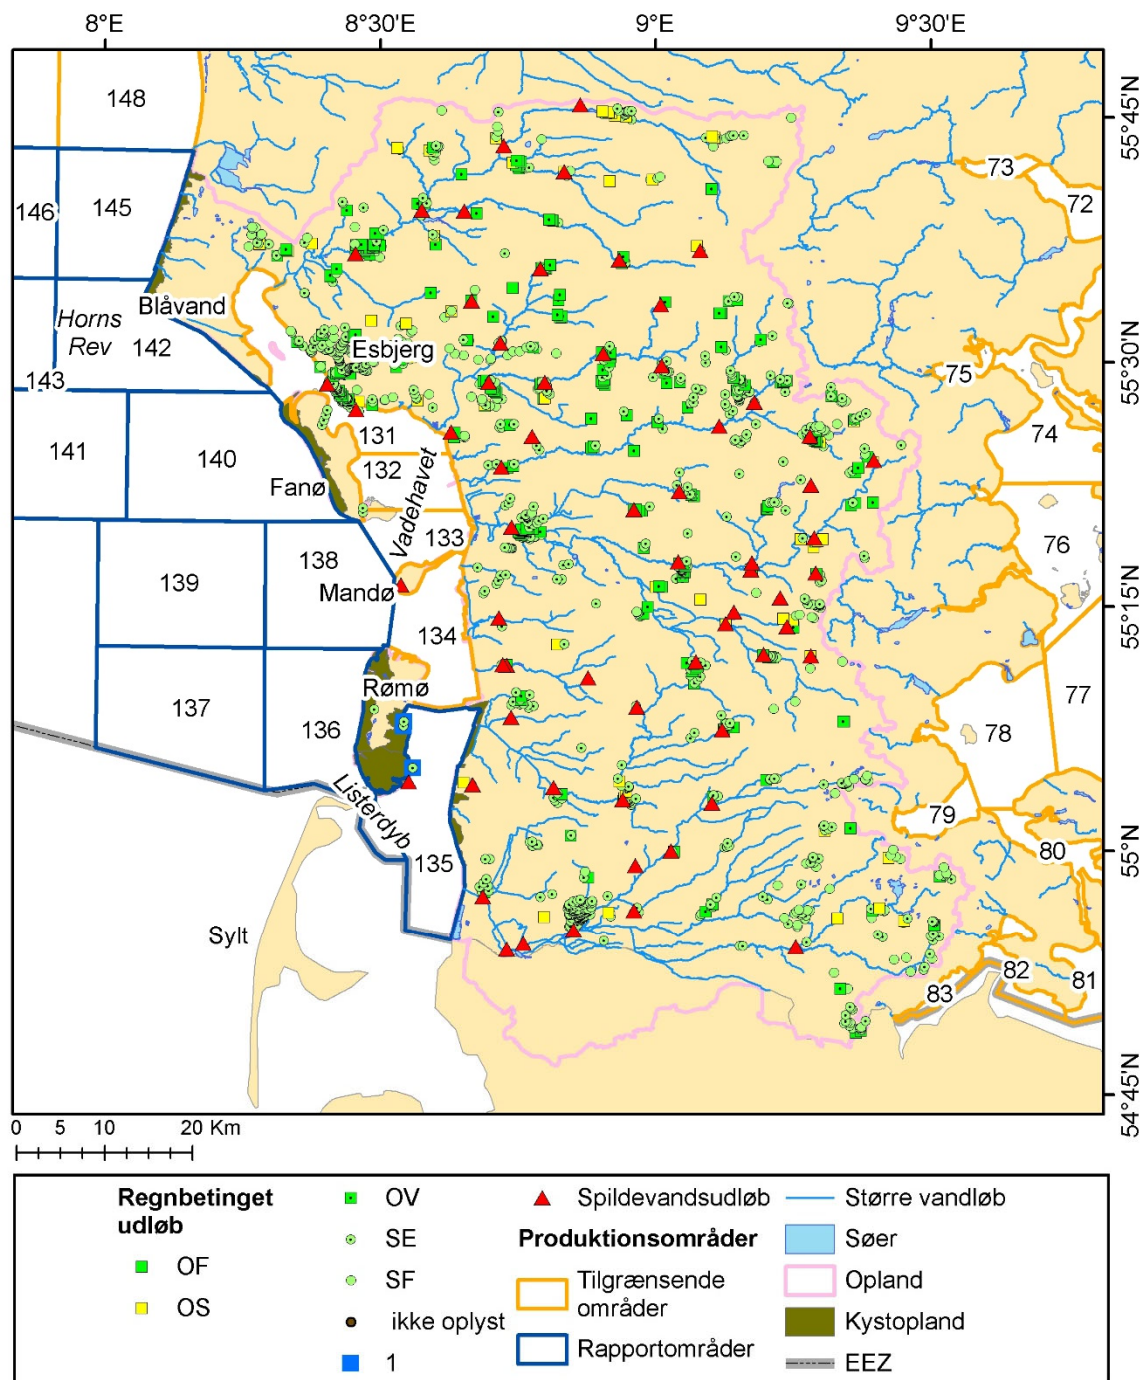 8°E
8°30'E
9°E
9°30'E
148
55°45'N
73
72
146
145
Blåvand
Horns
Rev
142
Esbjerg
55°30'N
143
75
74
141
140
131
132
Fanø
Vadehavet
133
76
139
138
Mandø
55°15'N
134
137
136
Rømø
77
78
Listerdyb
79
80
55°N
135
Sylt
82
81
83
54°45'N
0 5 10 20 Km
Regnbetinget
udløb
OF
OS
OV
SE
SF
ikke oplyst
1
Spildevandsudløb
Produktionsområder
Tilgrænsende
områder
Rapportområder
Større vandløb
Søer
Opland
Kystopland
EEZ